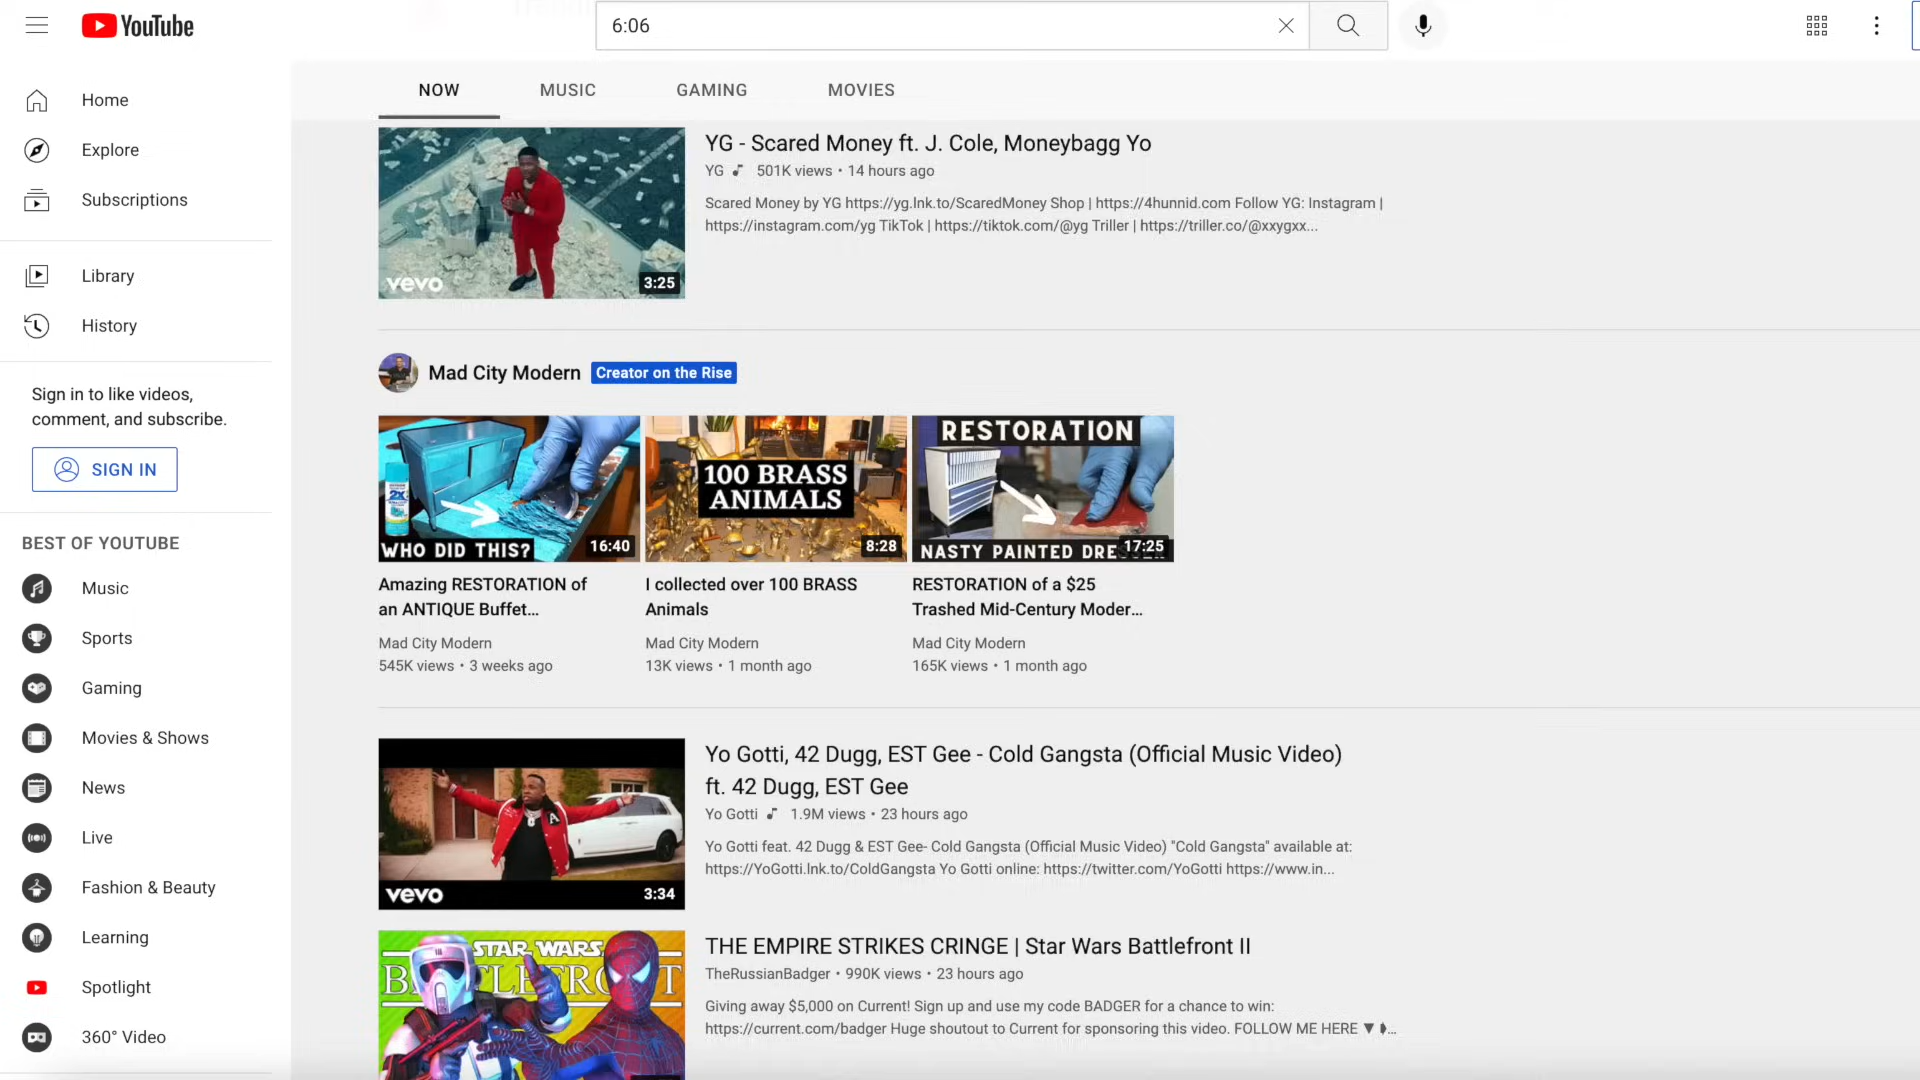 YouTube
6:06
Home
Explore
Subscriptions
Library
History
Sign in to like videos,
comment, and subscribe.
SIGN IN
BEST OF YOUTUBE
Music
Sports
Gaming
Movies & Shows
News
Live
Fashion & Beauty
Learning
Spotlight
360° Video
NOW
MUSIC
GAMING
MOVIES
vevo
3:25
YG - Scared Money ft. J. Cole, Moneybagg Yo
YG 501K views • 14 hours ago
Scared Money by YG https://yg.lnk.to/ScaredMoney Shop | https://4hunnid.com Follow YG: Instagram |
https://instagram.com/yg TikTok | https://tiktok.com/@yg Triller | https://triller.co/@xxygxx...
Mad City Modern Creator on the Rise
2X
WHO DID THIS?
16:40
Amazing RESTORATION of
an ANTIQUE Buffet...
Mad City Modern
545K views • 3 weeks ago
100 BRASS
ANIMALS
8:28
I collected over 100 BRASS
Animals
Mad City Modern
13K views • 1 month ago
RESTORATION
NASTY PAINTED DRE
17:25
RESTORATION of a $25
Trashed Mid-Century Moder...
Mad City Modern
165K views • 1 month ago
A
vevo
3:34
Yo Gotti, 42 Dugg, EST Gee - Cold Gangsta (Official Music Video)
ft. 42 Dugg, EST Gee
Yo Gotti 1.9M views • 23 hours ago
Yo Gotti feat. 42 Dugg & EST Gee- Cold Gangsta (Official Music Video) "Cold Gangsta" available at:
https://YoGotti.lnk.to/ColdGangsta Yo Gotti online: https://twitter.com/YoGotti https://www.in...
STAR WARS
THE EMPIRE STRIKES CRINGE | Star Wars Battlefront II
TheRussianBadger • 990K views • 23 hours ago
Giving away $5,000 on Current! Sign up and use my code BADGER for a chance to win:
https://current.com/badger Huge shoutout to Current for sponsoring this video. FOLLOW ME HERE ▼ ...